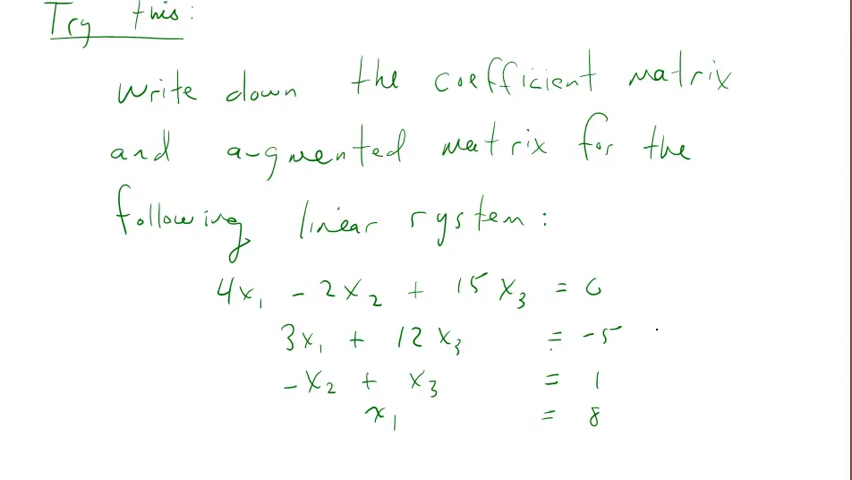 Try this:
write down the coefficient matrix
and augmented matrix for the
following linear system:
4x₁ - 2x₂ + 15x₃ = 0
3x₁ + 12x₃ = -5
-x₂ + x₃ = 1
x₁ = 8